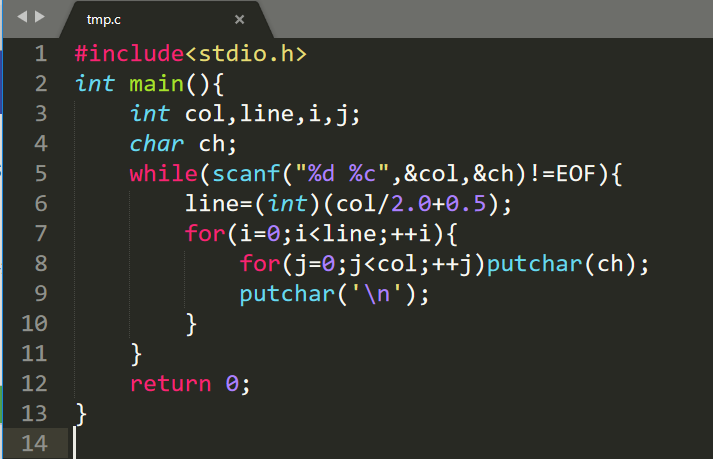 tmp.c ×
1 #include<stdio.h>
2 int main(){
3     int col,line,i,j;
4     char ch;
5     while(scanf("%d %c",&col,&ch)!=EOF){
6         line=(int)(col/2.0+0.5);
7         for(i=0;i<line;++i){
8             for(j=0;j<col;++j)putchar(ch);
9             putchar('\n');
10         }
11     }
12     return 0;
13 }
14